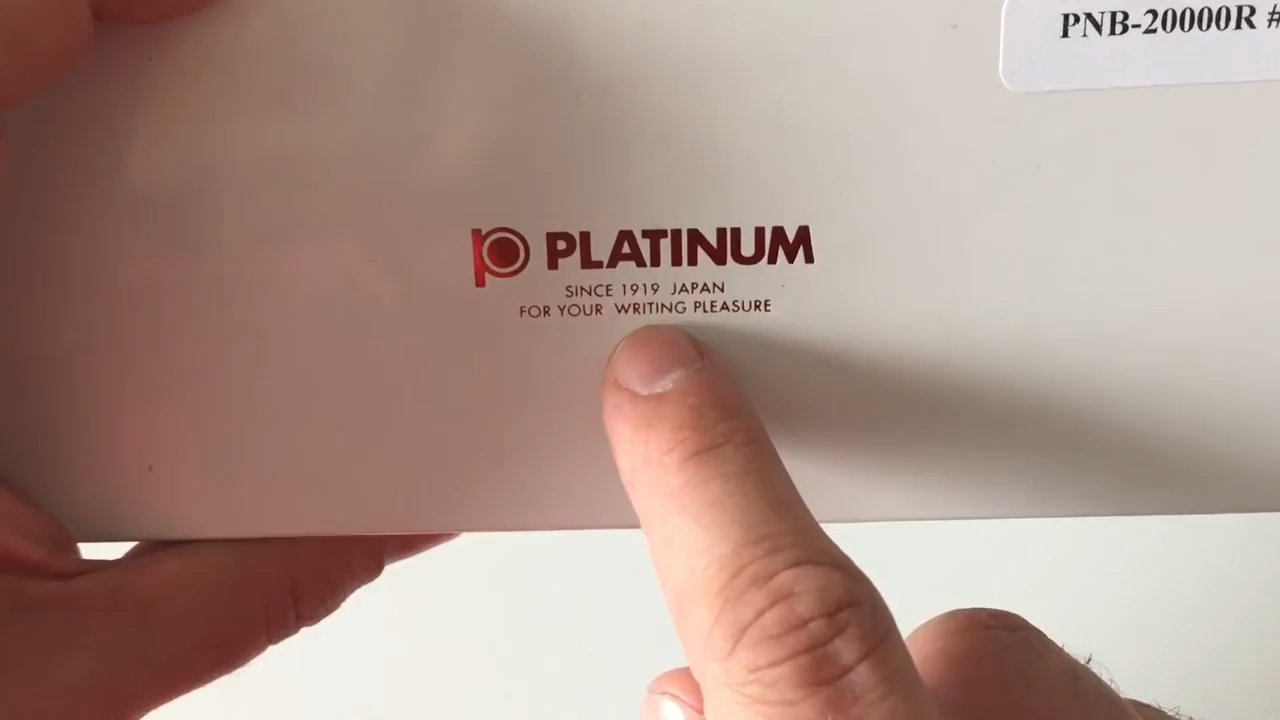 PNB-20000R #
PLATINUM
SINCE 1919 JAPAN
FOR YOUR WRITING PLEASURE